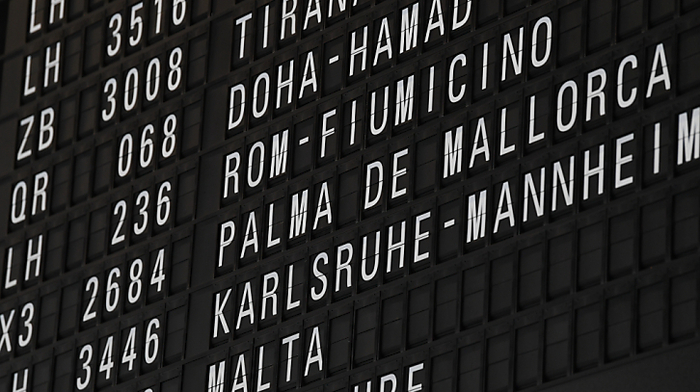 LH
LH 3516
ZB 3008 TIRANA
QR 068 DOHA-HAMAD
LH 236 ROM-FIUMICINO
X3 2684 PALMA DE MALLORCA
H 3446 KARLSRUHE-MANNHEIM
MALTA